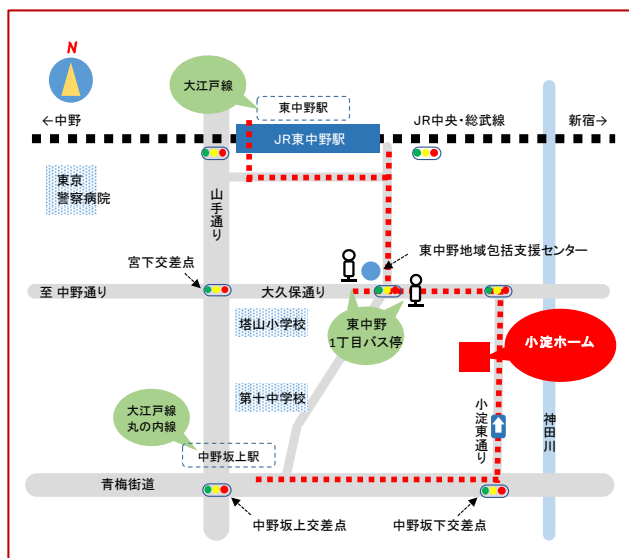 N
大江戸線
東中野駅
←中野
JR東中野駅
JR中央・総武線
新宿→
東京
警察病院
山手通り
東中野地域包括支援センター
宮下交差点
至 中野通り
大久保通り
塔山小学校
東中野
1丁目バス停
小淀ホーム
第十中学校
大江戸線
丸の内線
小淀東通り
神田川
中野坂上駅
青梅街道
中野坂上交差点
中野坂下交差点